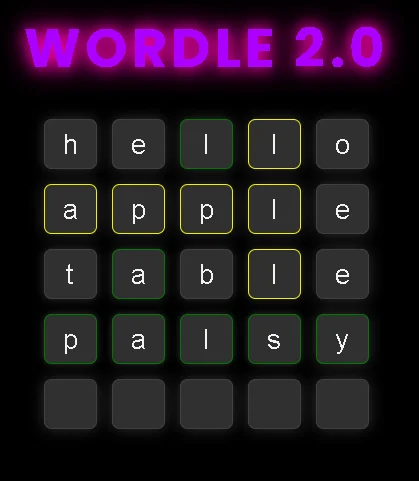 WORDLE 2.0
h e l l o
a p p l e
t a b l e
p a l s y